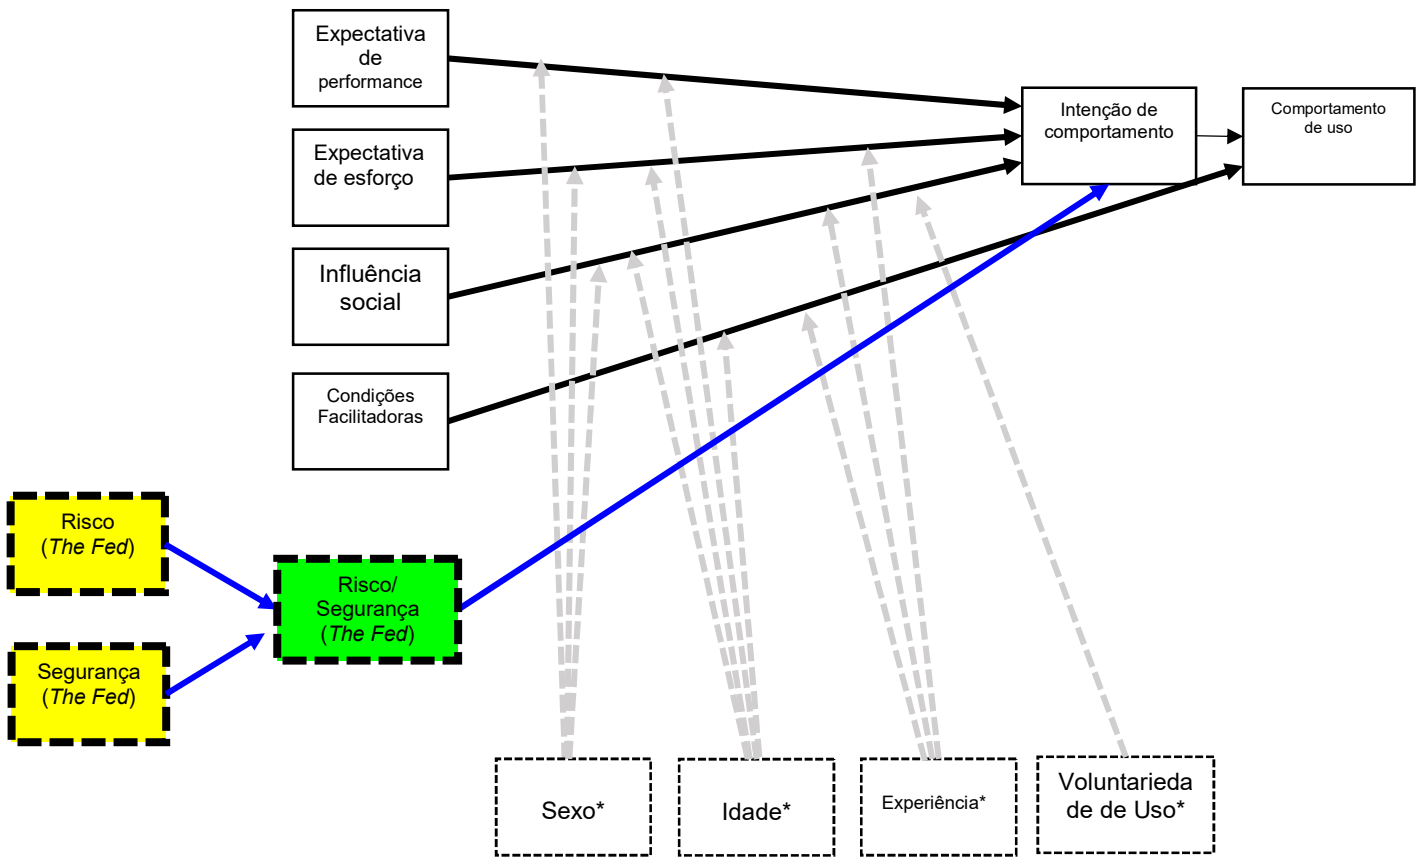 Expectativa
de
performance
Intenção de
comportamento
Comportamento
de uso
Expectativa
de esforço
Influência
social
Condições
Facilitadoras
Risco
(The Fed)
Risco/
Segurança
(The Fed)
Segurança
(The Fed)
Sexo*
Idade*
Experiência*
Voluntarieda
de de Uso*